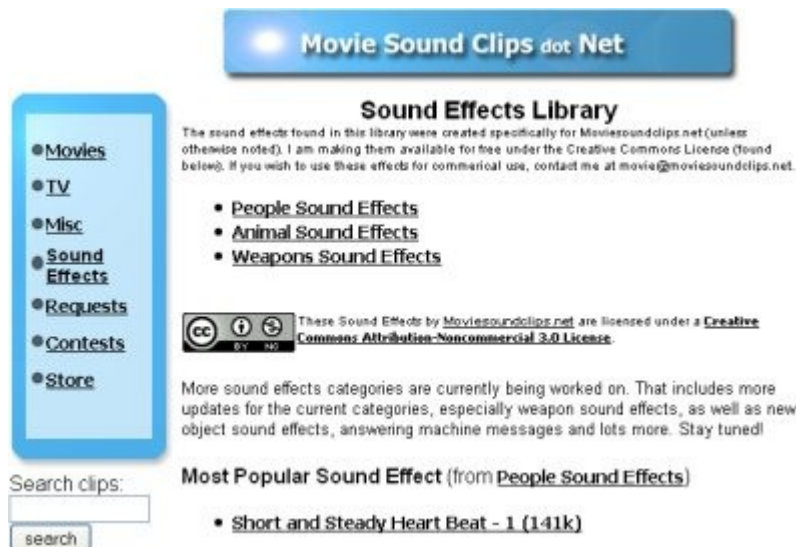 Movie Sound Clips dot Net
Movies
TV
Misc
Sound
Effects
Requests
Contests
Store
Search clips:
search
Sound Effects Library
The sound effects found in this library were created specifically for Moviesoundclips.net (unless
otherwise noted). I am making them available for free under the Creative Commons License (found
below). If you wish to use these effects for commerical use, contact me at movie@moviesoundclips.net.
People Sound Effects
Animal Sound Effects
Weapons Sound Effects
cc BY NC
These Sound Effects by Moviesoundclips.net are licensed under a Creative
Commons Attribution-Noncommercial 3.0 License.
More sound effects categories are currently being worked on. That includes more
updates for the current categories, especially weapon sound effects, as well as new
object sound effects, answering machine messages and lots more. Stay tuned!
Most Popular Sound Effect (from People Sound Effects)
Short and Steady Heart Beat - 1 (141k)